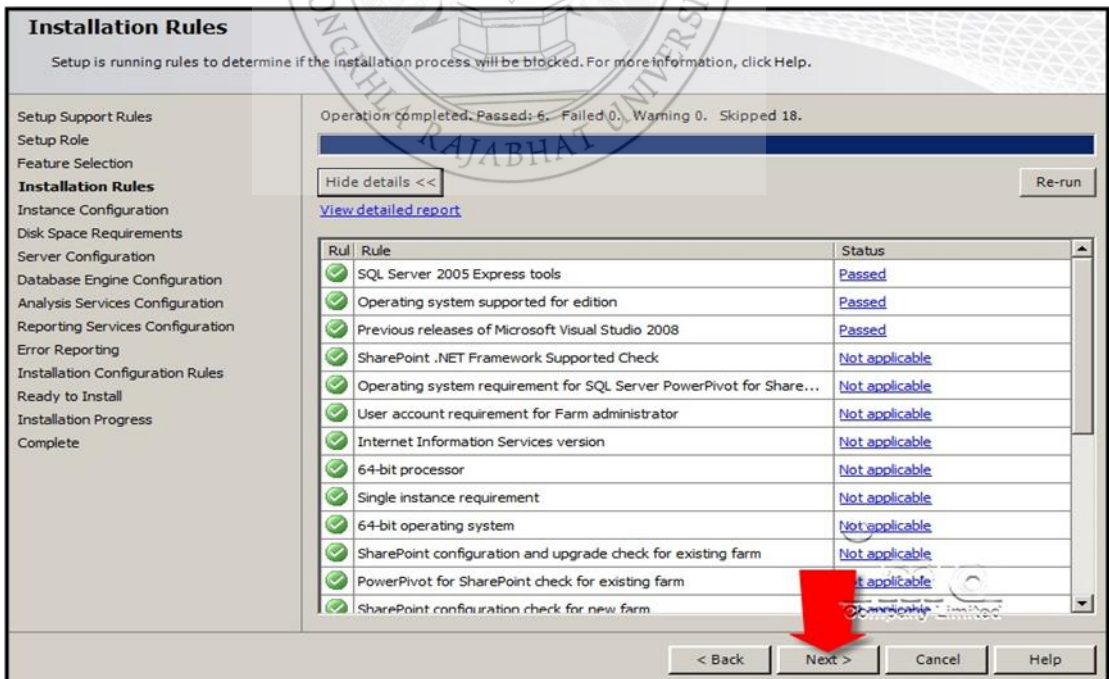 Installation Rules
Setup is running rules to determine if the installation process will be blocked. For more information, click Help.
Setup Support Rules
Setup Role
Feature Selection
Installation Rules
Instance Configuration
Disk Space Requirements
Server Configuration
Database Engine Configuration
Analysis Services Configuration
Reporting Services Configuration
Error Reporting
Installation Configuration Rules
Ready to Install
Installation Progress
Complete
Operation completed. Passed: 6. Failed 0. Warning 0. Skipped 18.
Hide details <<
Re-run
View detailed report
Rul Rule Status
SQL Server 2005 Express tools Passed
Operating system supported for edition Passed
Previous releases of Microsoft Visual Studio 2008 Passed
SharePoint .NET Framework Supported Check Not applicable
Operating system requirement for SQL Server PowerPivot for Share... Not applicable
User account requirement for Farm administrator Not applicable
Internet Information Services version Not applicable
64-bit processor Not applicable
Single instance requirement Not applicable
64-bit operating system Not applicable
SharePoint configuration and upgrade check for existing farm Not applicable
PowerPivot for SharePoint check for existing farm applicable
SharePoint configuration check for new farm
Company Limited
< Back Next > Cancel Help
RAJABHAT